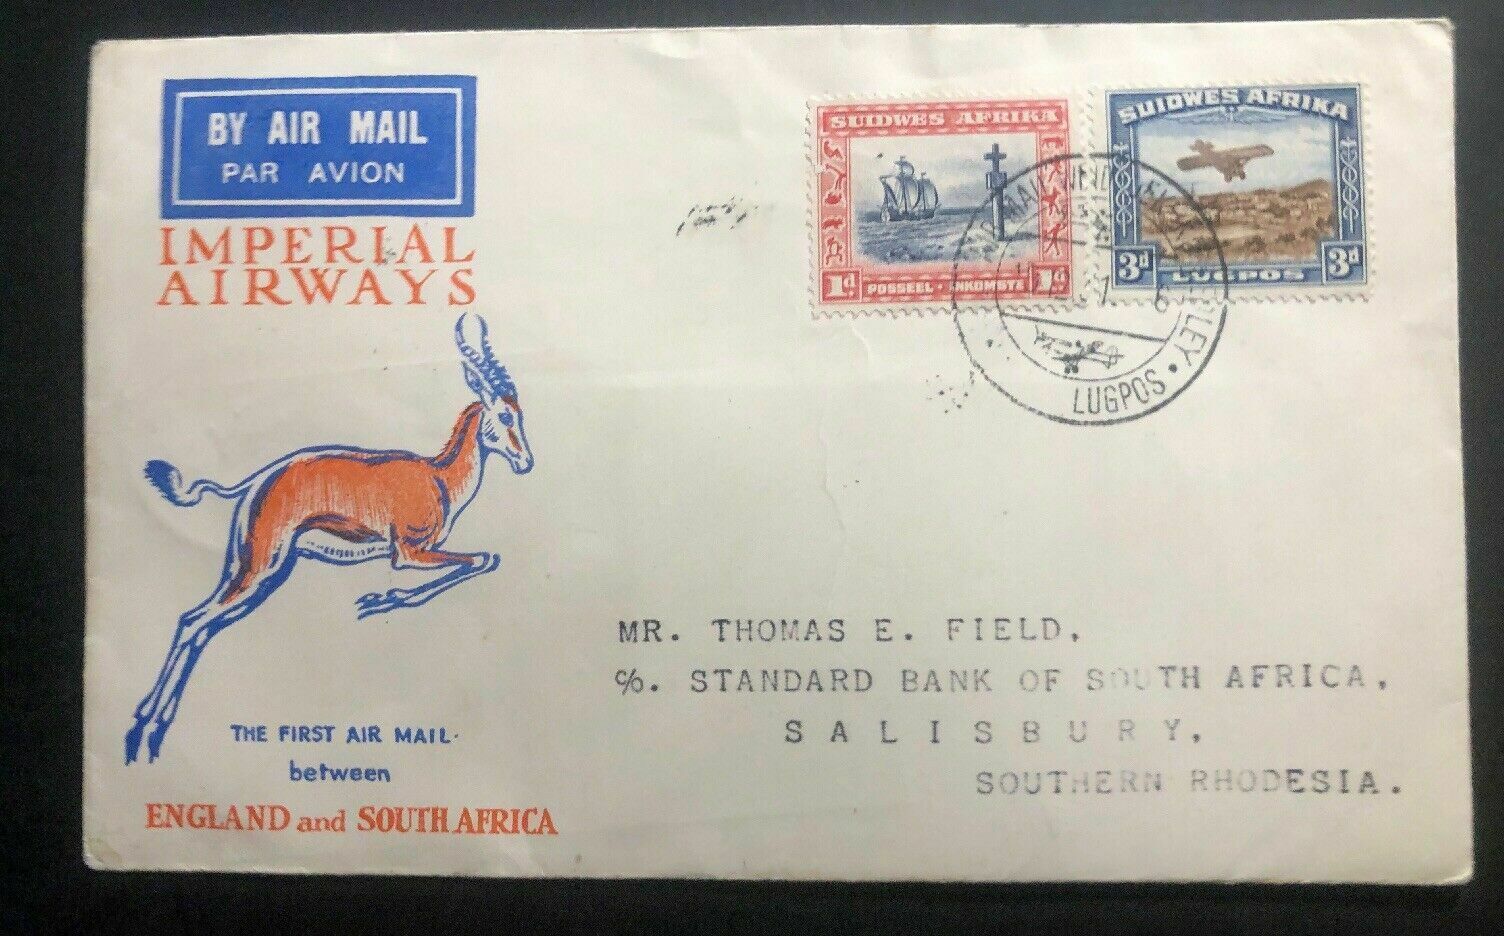 BY AIR MAIL
PAR AVION
IMPERIAL
AIRWAYS
SUIDWES AFRIKA
1d. POSSEEL · INKOMSTE 1d.
SUIDWES AFRIKA
3d LUGPOS 3d
LUGPOS
MR. THOMAS E. FIELD,
c/o. STANDARD BANK OF SOUTH AFRICA,
SALISBURY,
SOUTHERN RHODESIA.
THE FIRST AIR MAIL
between
ENGLAND and SOUTH AFRICA